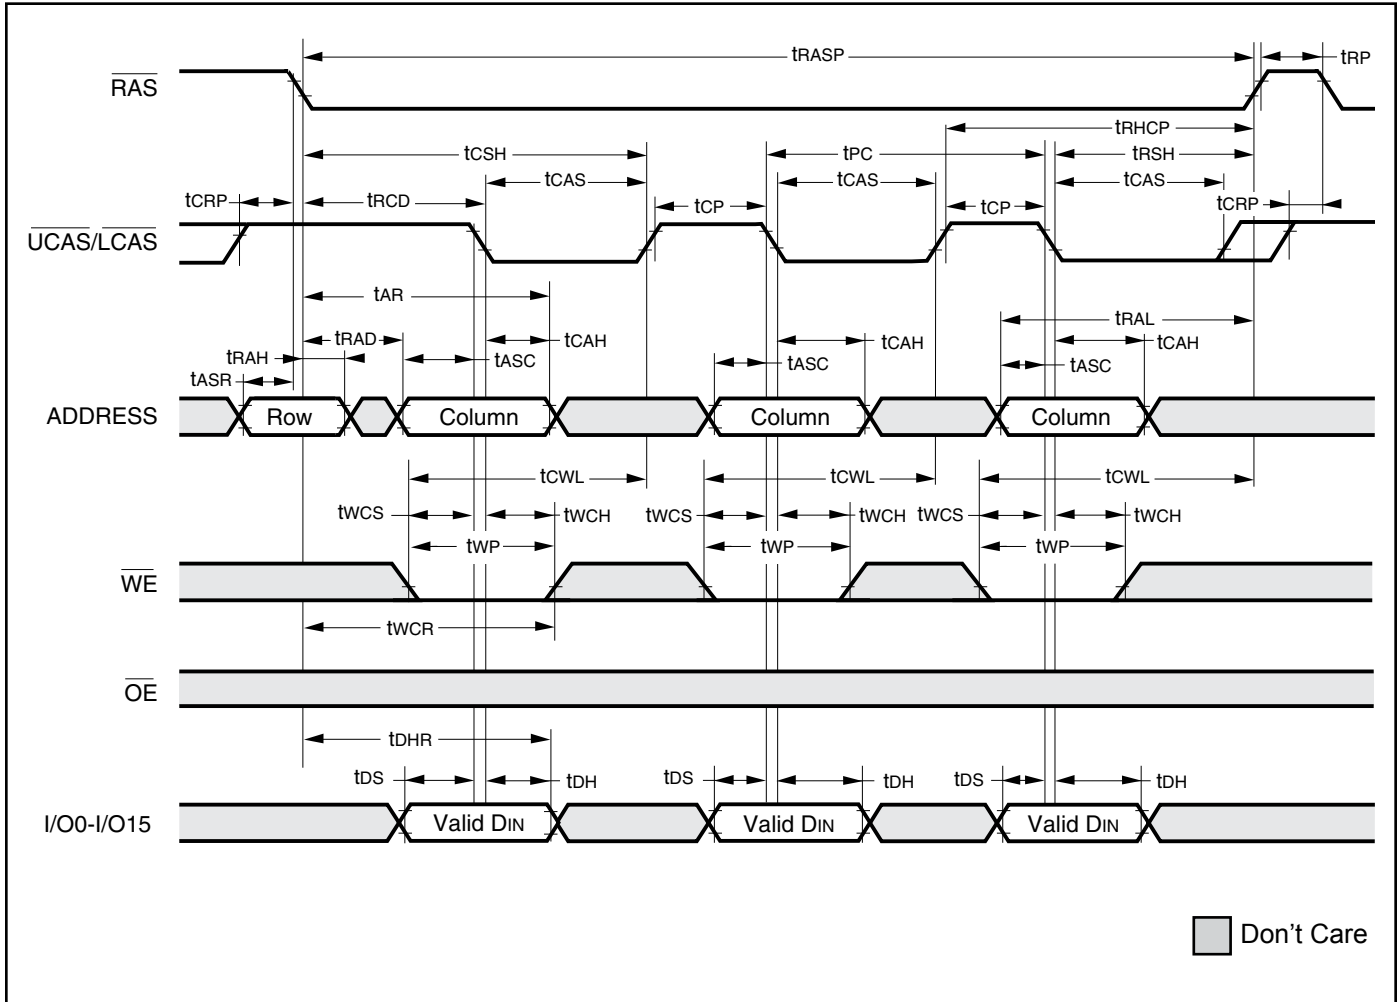 tRASP
tRP
RAS
tRHCP
tCSH
tPC
tRSH
tCAS
tCAS
tCAS
tCRP
tRCD
tCP
tCP
tCRP
UCAS/LCAS
tAR
tRAL
tRAD
tCAH
tCAH
tCAH
tRAH
tASC
tASC
tASC
tASR
ADDRESS
Row
Column
Column
Column
tCWL
tCWL
tCWL
tWCS
tWCH
tWCS
tWCH
tWCS
tWCH
tWP
tWP
tWP
WE
tWCR
OE
tDHR
tDS
tDH
tDS
tDH
tDS
tDH
I/O0-I/O15
Valid DIN
Valid DIN
Valid DIN
Don't Care